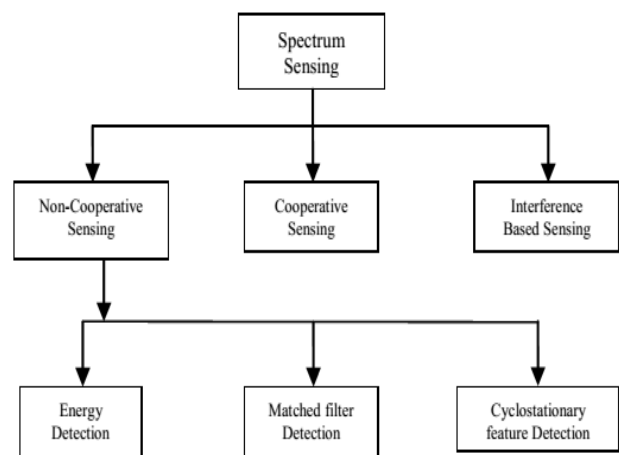 Spectrum
Sensing
Non-Cooperative
Sensing
Cooperative
Sensing
Interference
Based Sensing
Energy
Detection
Matched filter
Detection
Cyclostationary
feature Detection